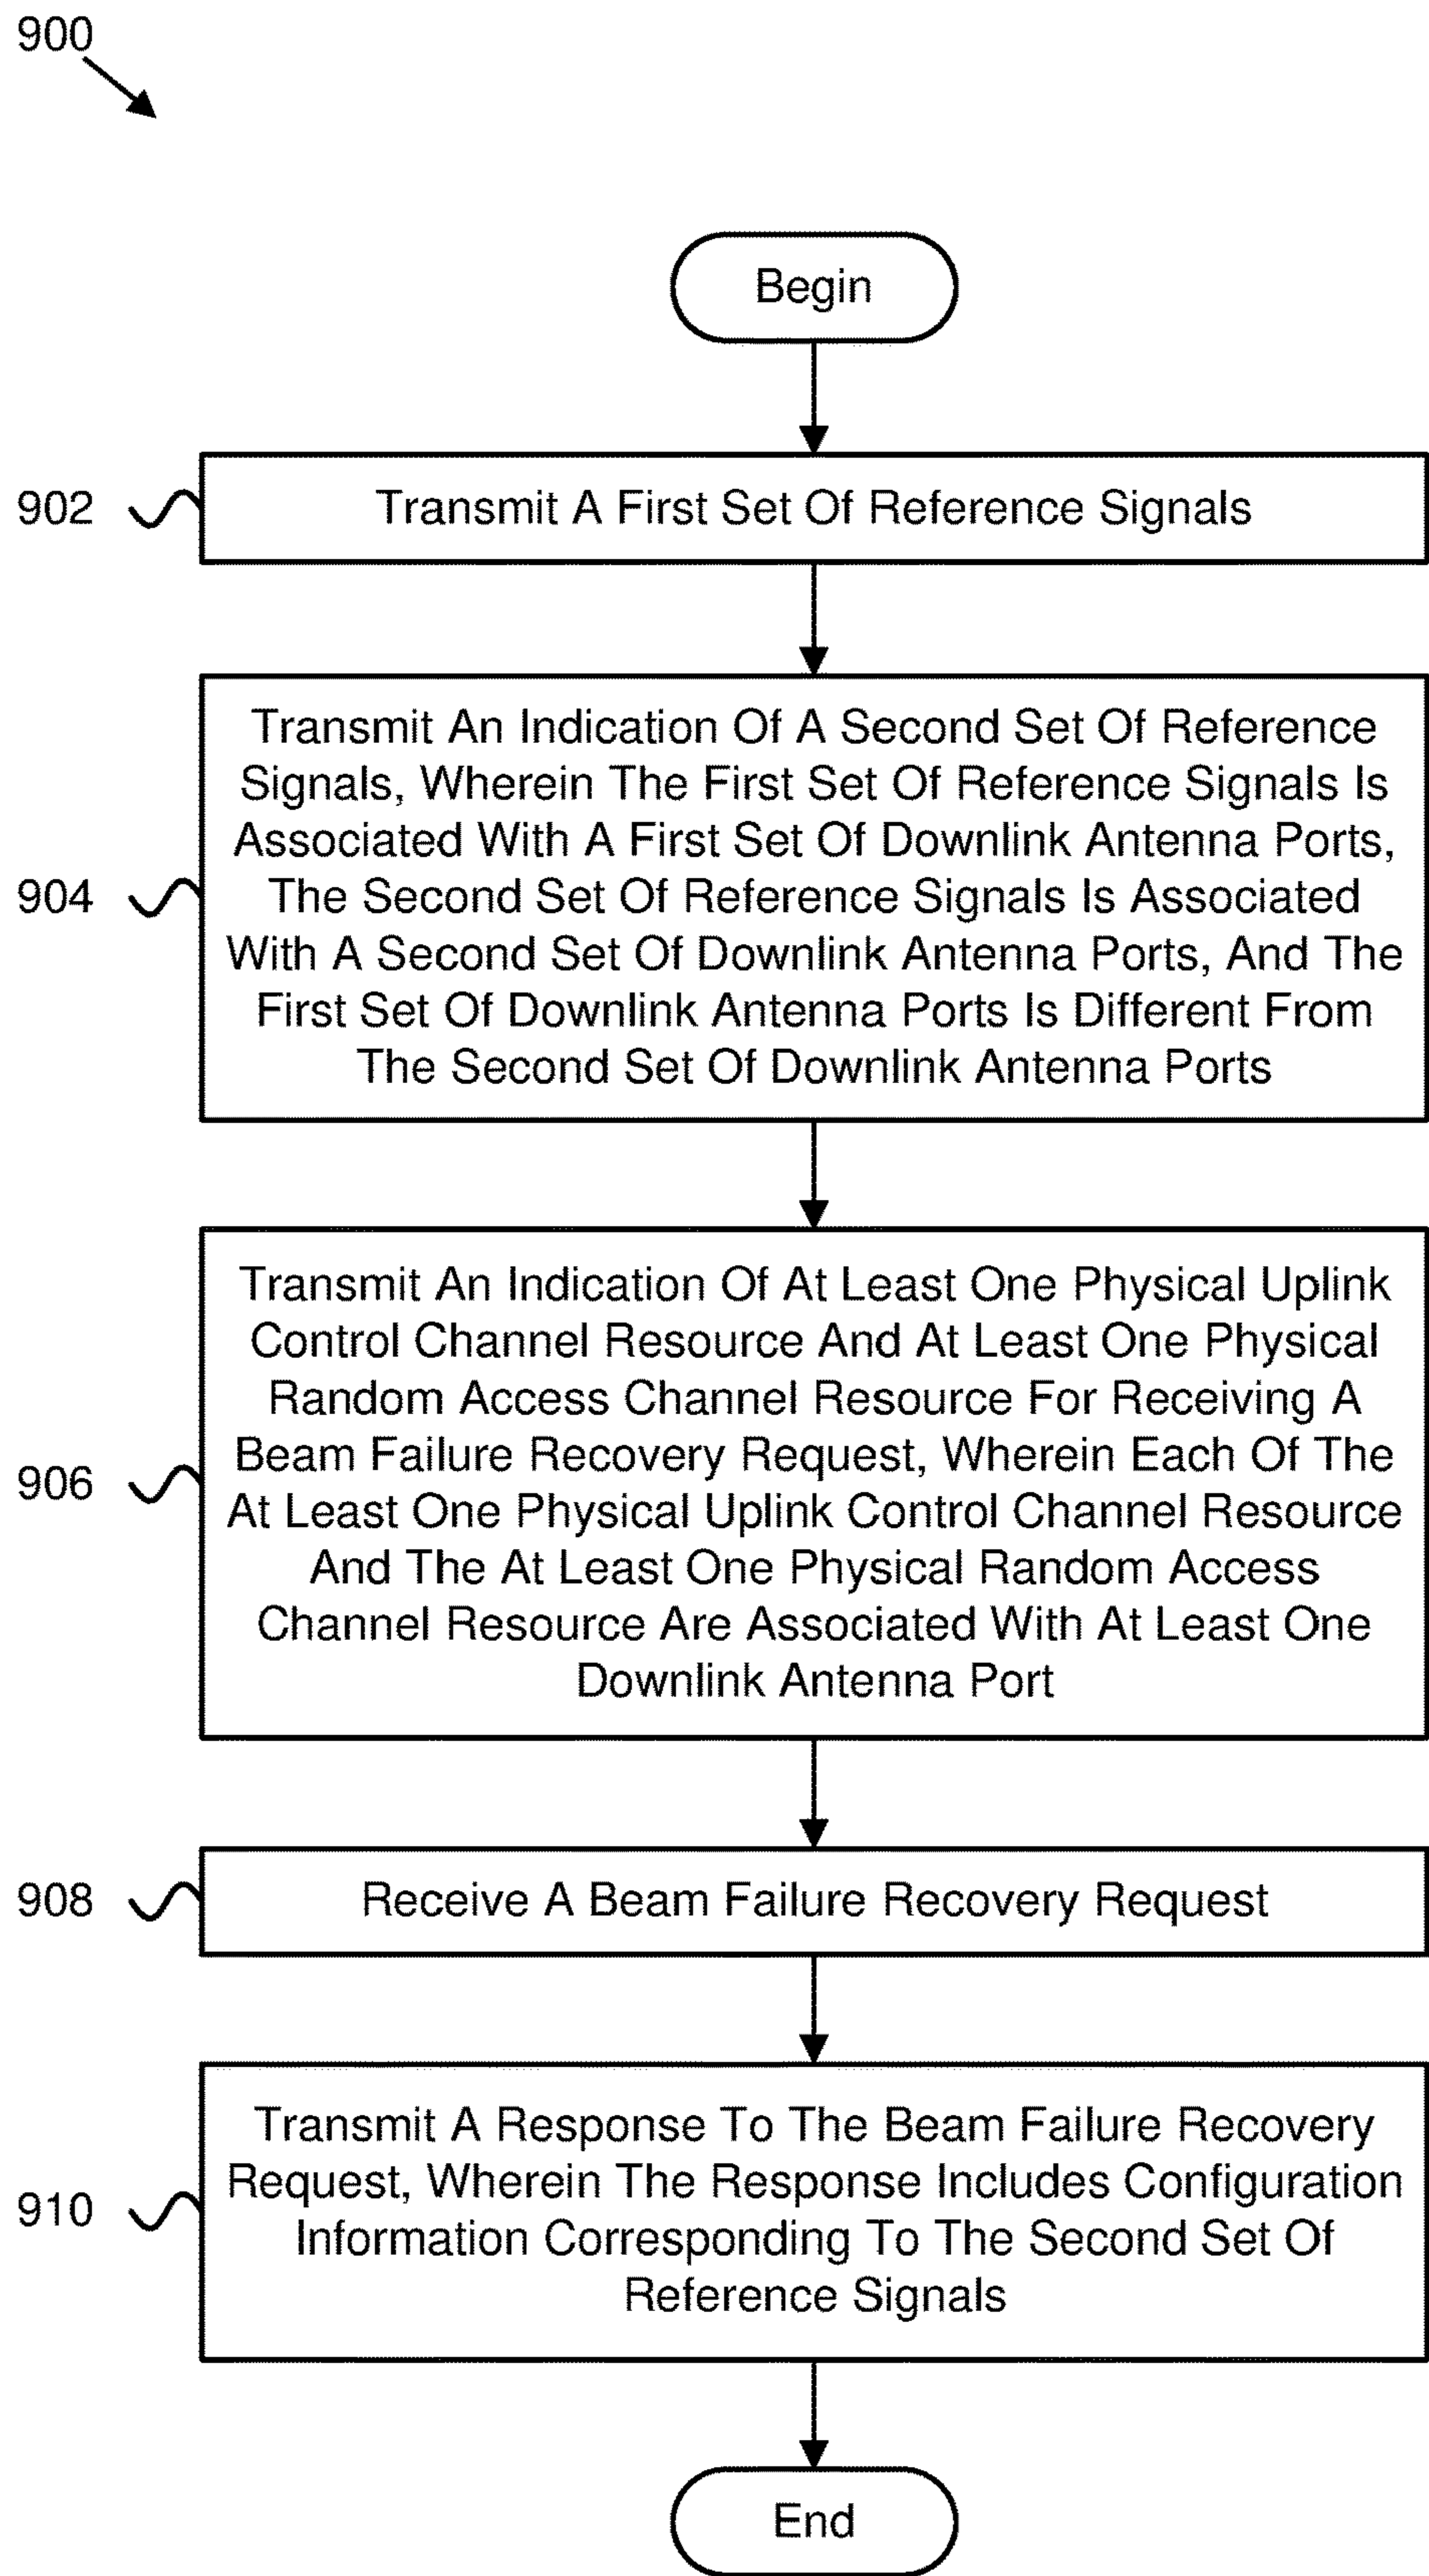 900
Begin
902
Transmit A First Set Of Reference Signals
904
Transmit An Indication Of A Second Set Of Reference
Signals, Wherein The First Set Of Reference Signals Is
Associated With A First Set Of Downlink Antenna Ports,
The Second Set Of Reference Signals Is Associated
With A Second Set Of Downlink Antenna Ports, And The
First Set Of Downlink Antenna Ports Is Different From
The Second Set Of Downlink Antenna Ports
906
Transmit An Indication Of At Least One Physical Uplink
Control Channel Resource And At Least One Physical
Random Access Channel Resource For Receiving A
Beam Failure Recovery Request, Wherein Each Of The
At Least One Physical Uplink Control Channel Resource
And The At Least One Physical Random Access
Channel Resource Are Associated With At Least One
Downlink Antenna Port
908
Receive A Beam Failure Recovery Request
910
Transmit A Response To The Beam Failure Recovery
Request, Wherein The Response Includes Configuration
Information Corresponding To The Second Set Of
Reference Signals
End